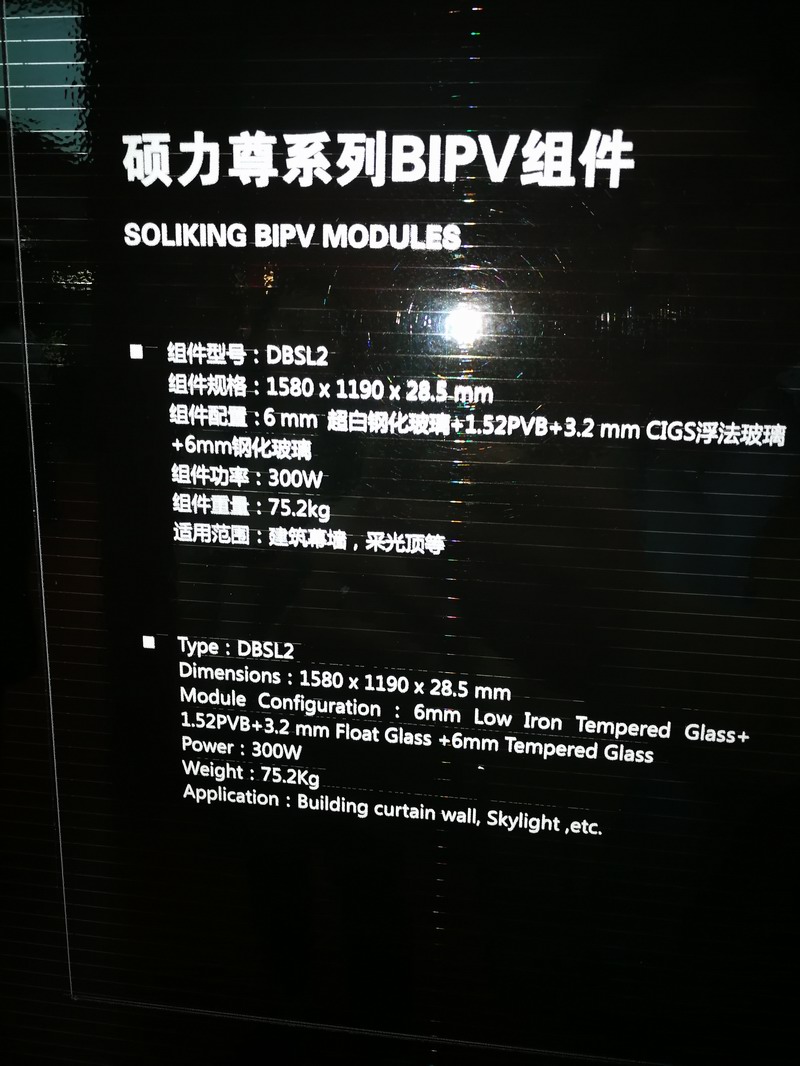 硕力尊系列BIPV组件
SOLIKING BIPV MODULES
■ 组件型号：DBSL2
组件规格：1580 x 1190 x 28.5 mm
组件配置：6 mm 超白钢化玻璃+1.52PVB+3.2 mm CIGS浮法玻璃
+6mm钢化玻璃
组件功率：300W
组件重量：75.2kg
适用范围：建筑幕墙，采光顶等
■ Type : DBSL2
Dimensions : 1580 x 1190 x 28.5 mm
Module Configuration : 6mm Low Iron Tempered Glass+
1.52PVB+3.2 mm Float Glass +6mm Tempered Glass
Power : 300W
Weight : 75.2Kg
Application : Building curtain wall, Skylight ,etc.